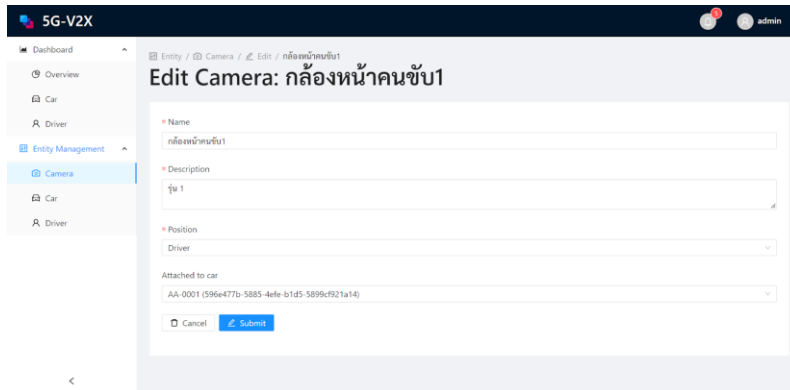 5G-V2X
5
admin
Dashboard
Overview
Car
Driver
Entity Management
Camera
Car
Driver
Entity / Camera / Edit / กล้องหน้าคนขับ1
Edit Camera: กล้องหน้าคนขับ1
* Name
กล้องหน้าคนขับ1
* Description
รุ่น 1
* Position
Driver
Attached to car
AA-0001 (596e477b-5885-4efe-b1d5-5899cf921a14)
Cancel
Submit